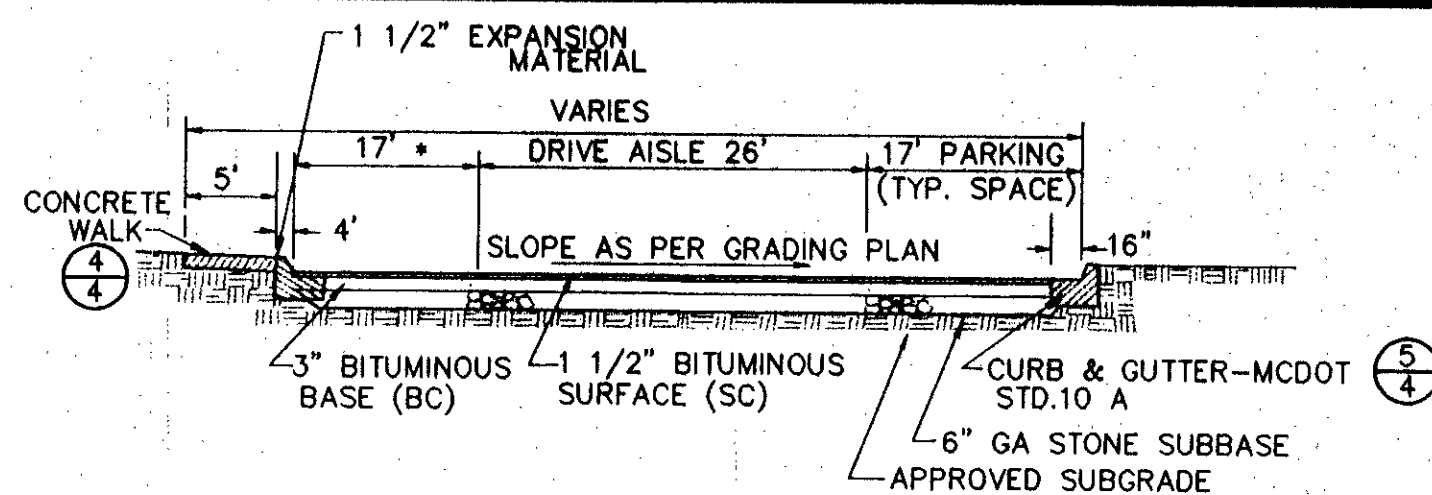 1 1/2" EXPANSION
MATERIAL
VARIES
17' *
DRIVE AISLE 26'
17' PARKING
(TYP. SPACE)
5'
CONCRETE
WALK
4'
SLOPE AS PER GRADING PLAN
16"
4
4
3" BITUMINOUS
BASE (BC)
1 1/2" BITUMINOUS
SURFACE (SC)
CURB & GUTTER-MCDOT
STD.10 A
5
4
6" GA STONE SUBBASE
APPROVED SUBGRADE